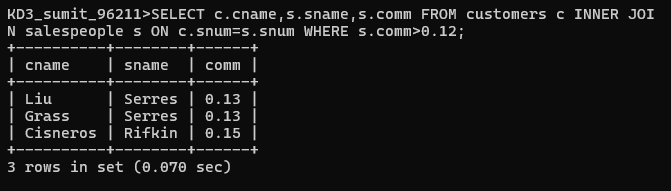 KD3_sumit_96211>SELECT c.cname,s.sname,s.comm FROM customers c INNER JOI
N salespeople s ON c.snum=s.snum WHERE s.comm>0.12;
+----------+--------+------+
| cname    | sname  | comm |
+----------+--------+------+
| Liu      | Serres | 0.13 |
| Grass    | Serres | 0.13 |
| Cisneros | Rifkin | 0.15 |
+----------+--------+------+
3 rows in set (0.070 sec)